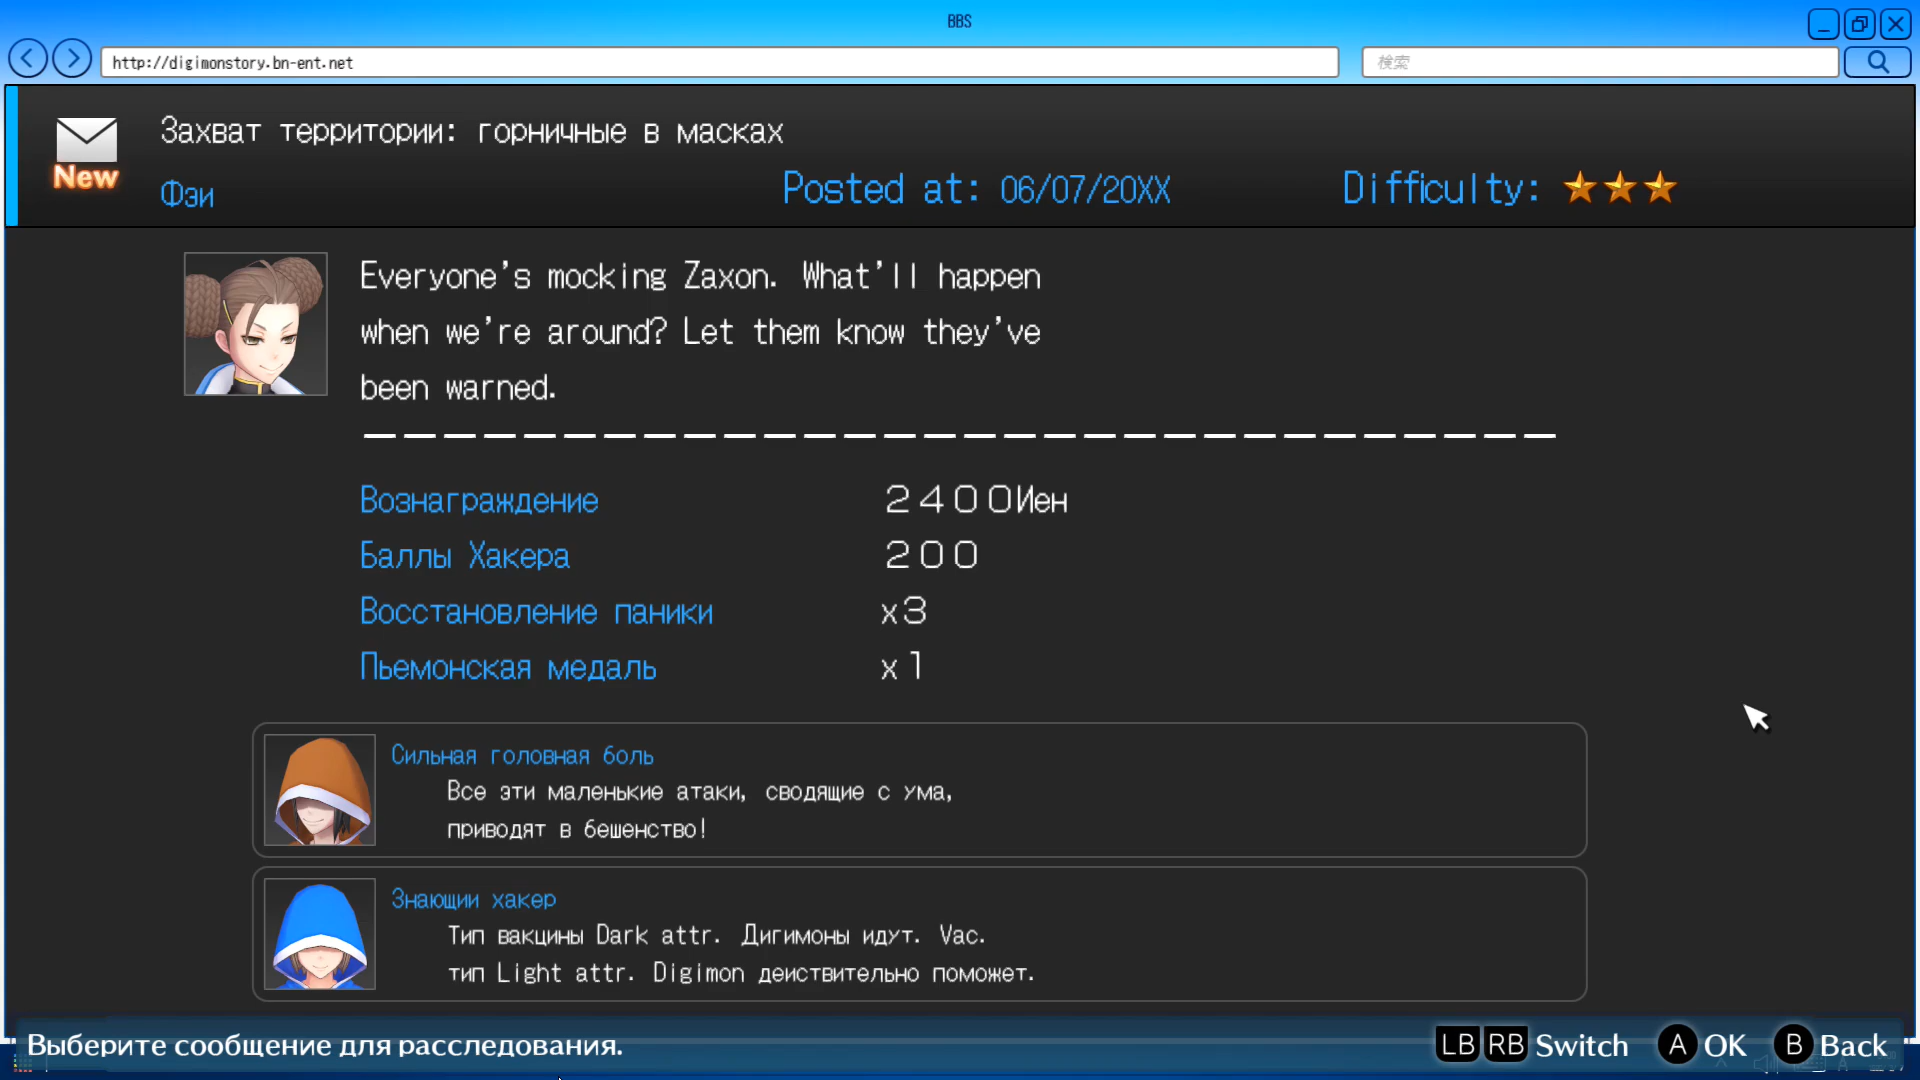 BBS
http://digimonstory.bn-ent.net
検索
Захват территории: горничные в масках
New
Фэи
Posted at: 06/07/20XX
Difficulty: ★★★
Everyone's mocking Zaxon. What'll happen
when we're around? Let them know they've
been warned.
Вознаграждение 2400Иен
Баллы Хакера 200
Восстановление паники x3
Пьемонская медаль x1
Сильная головная боль
Все эти маленькие атаки, сводящие с ума,
приводят в бешенство!
Знающии хакер
Тип вакцины Dark attr. Дигимоны идут. Vac.
тип Light attr. Digimon деиствительно поможет.
Выберите сообщение для расследования.
LB RB Switch A OK B Back